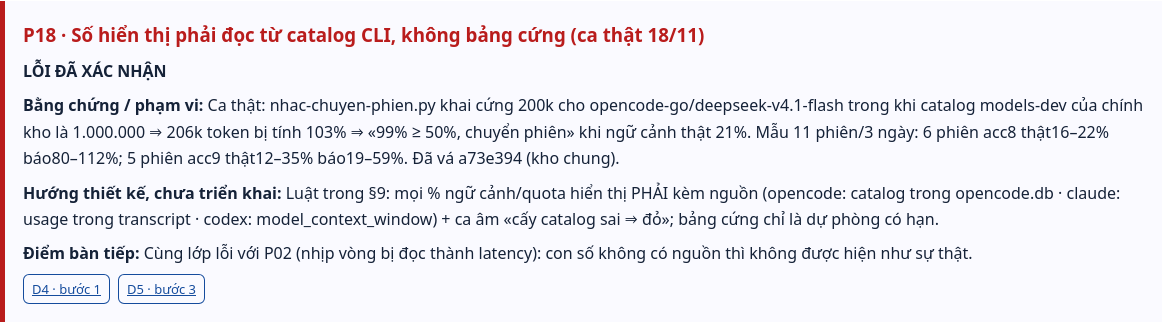 P18 · Số hiển thị phải đọc từ catalog CLI, không bảng cứng (ca thật 18/11)
LỖI ĐÃ XÁC NHẬN
Bằng chứng / phạm vi: Ca thật: nhac-chuyen-phien.py khai cứng 200k cho opencode-go/deepseek-v4.1-flash trong khi catalog models-dev của chính
kho là 1.000.000 ⇒ 206k token bị tính 103% ⇒ «99% ≥ 50%, chuyển phiên» khi ngữ cảnh thật 21%. Mẫu 11 phiên/3 ngày: 6 phiên acc8 thật16–22%
báo80–112%; 5 phiên acc9 thật12–35% báo19–59%. Đã vá a73e394 (kho chung).
Hướng thiết kế, chưa triển khai: Luật trong §9: mọi % ngữ cảnh/quota hiển thị PHẢI kèm nguồn (opencode: catalog trong opencode.db · claude:
usage trong transcript · codex: model_context_window) + ca âm «cấy catalog sai ⇒ đỏ»; bảng cứng chỉ là dự phòng có hạn.
Điểm bàn tiếp: Cùng lớp lỗi với P02 (nhịp vòng bị đọc thành latency): con số không có nguồn thì không được hiện như sự thật.
D4 · bước 1 D5 · bước 3